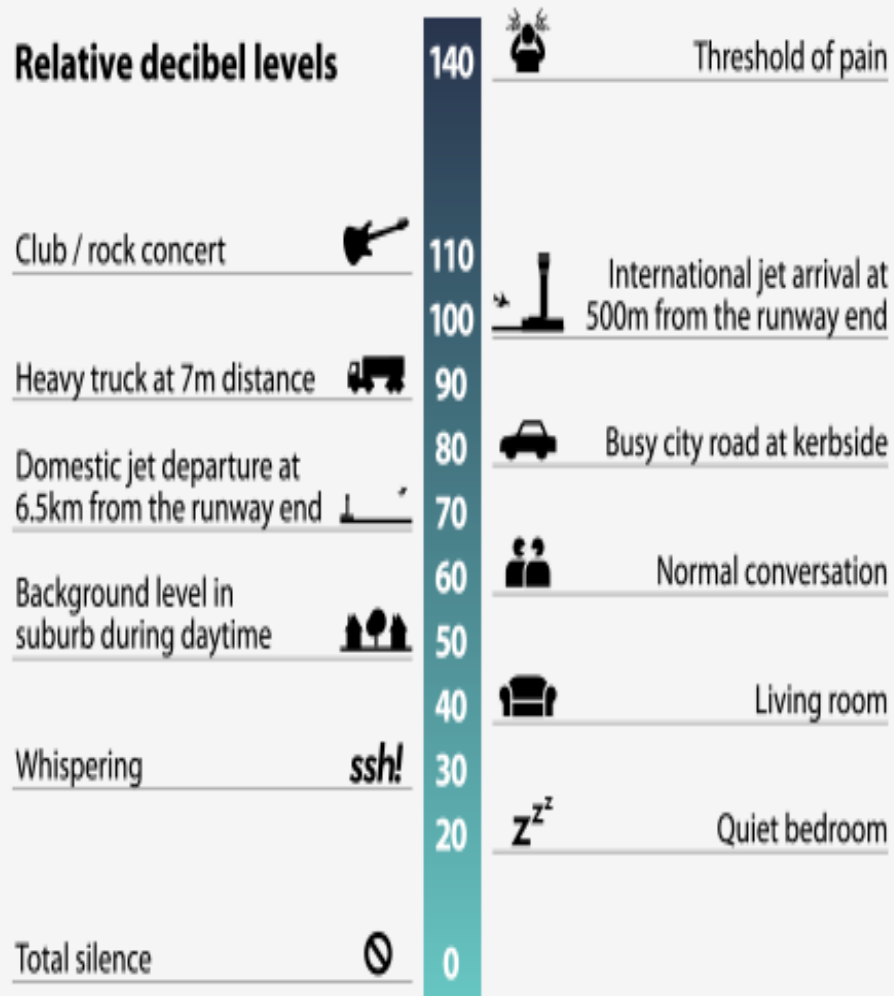 Relative decibel levels
140
Threshold of pain
Club / rock concert
110
International jet arrival at
500m from the runway end
100
Heavy truck at 7m distance
90
Busy city road at kerbside
80
Domestic jet departure at
6.5km from the runway end
70
Normal conversation
60
Background level in
suburb during daytime
50
Living room
40
Whispering
ssh!
30
zzz
Quiet bedroom
20
Total silence
0